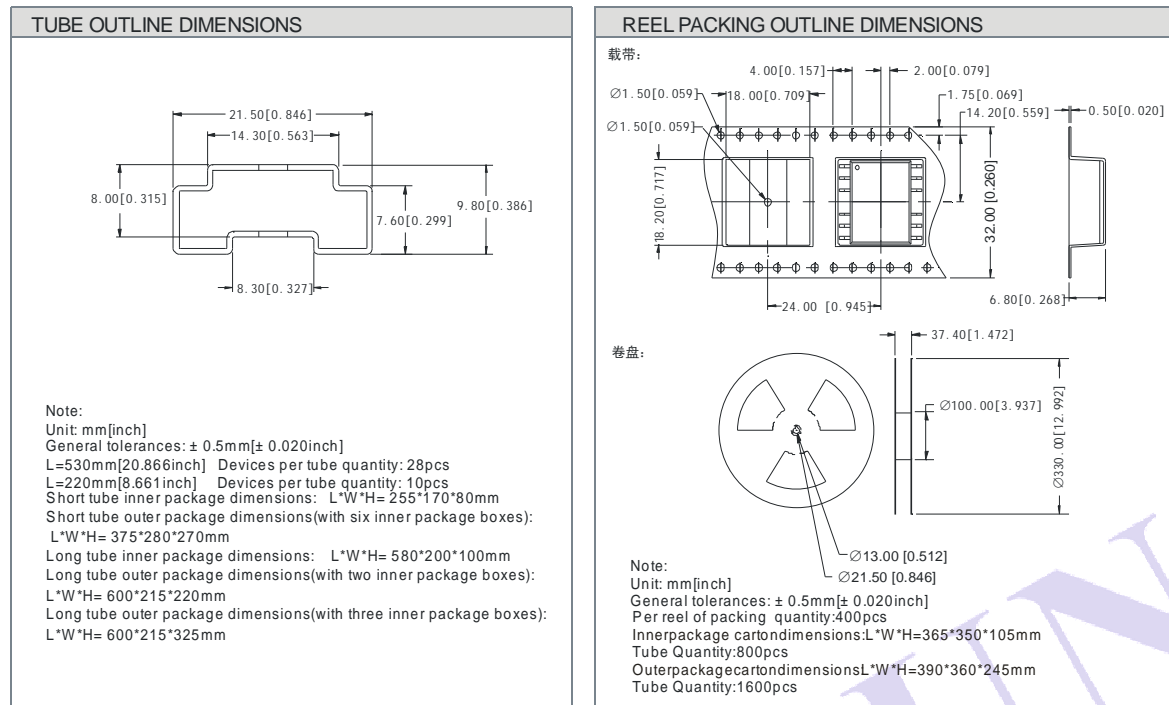 TUBE OUTLINE DIMENSIONS
21.50[0.846]
14.30[0.563]
8.00[0.315]
7.60[0.299]
9.80[0.386]
8.30[0.327]
Note:
Unit: mm[inch]
General tolerances: ± 0.5mm[± 0.020inch]
L=530mm[20.866inch] Devices per tube quantity: 28pcs
L=220mm[8.661inch] Devices per tube quantity: 10pcs
Short tube inner package dimensions: L*W*H= 255*170*80mm
Short tube outer package dimensions(with six inner package boxes):
L*W*H= 375*280*270mm
Long tube inner package dimensions: L*W*H= 580*200*100mm
Long tube outer package dimensions(with two inner package boxes):
L*W*H= 600*215*220mm
Long tube outer package dimensions(with three inner package boxes):
L*W*H= 600*215*325mm
REEL PACKING OUTLINE DIMENSIONS
载带:
4.00[0.157]
2.00[0.079]
∅1.50[0.059]
18.00[0.709]
1.75[0.069]
14.20[0.559]
0.50[0.020]
∅1.50[0.059]
18.20[0.717]
32.00 [0.260]
24.00 [0.945]
6.80[0.268]
卷盘:
37.40[1.472]
∅100.00[3.937]
∅330.00[12.992]
∅13.00 [0.512]
∅21.50 [0.846]
Note:
Unit: mm[inch]
General tolerances: ± 0.5mm[± 0.020inch]
Per reel of packing quantity:400pcs
Innerpackage cartondimensions:L*W*H=365*350*105mm
Tube Quantity:800pcs
OuterpackagecartondimensionsL*W*H=390*360*245mm
Tube Quantity:1600pcs